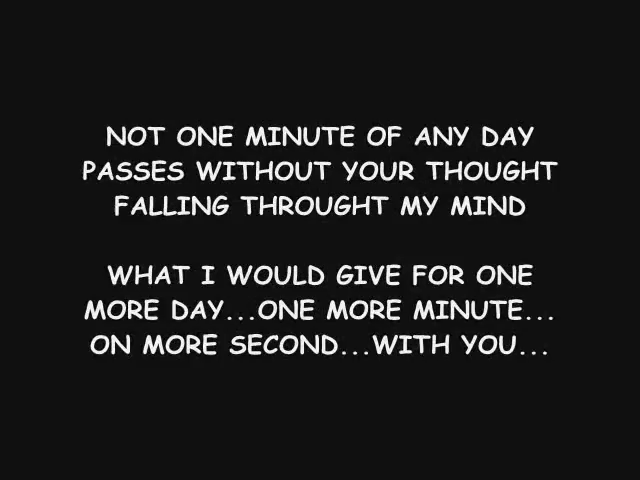 NOT ONE MINUTE OF ANY DAY
PASSES WITHOUT YOUR THOUGHT
FALLING THROUGHT MY MIND
WHAT I WOULD GIVE FOR ONE
MORE DAY...ONE MORE MINUTE...
ON MORE SECOND...WITH YOU...